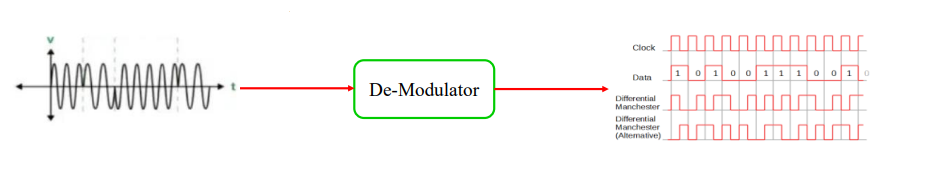 v
t
De-Modulator
Clock
Data
1 0 1 0 0 1 1 1 0 0 1 0
Differential
Manchester
Differential
Manchester
(Alternative)